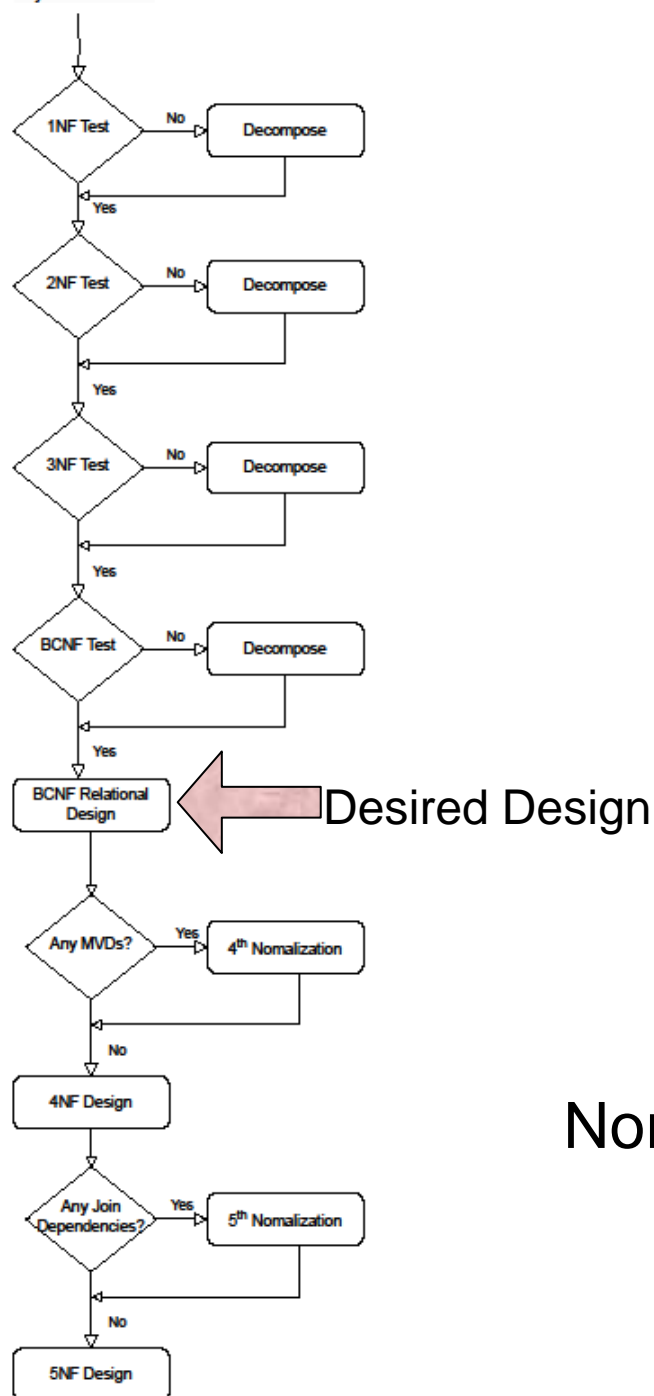 1NF Test
No
Decompose
Yes
2NF Test
No
Decompose
Yes
3NF Test
No
Decompose
Yes
BCNF Test
No
Decompose
Yes
BCNF Relational
Design
Desired Design
Any MVDs?
Yes
4th Nomalization
No
4NF Design
Any Join
Dependencies?
Yes
5th Nomalization
No
5NF Design